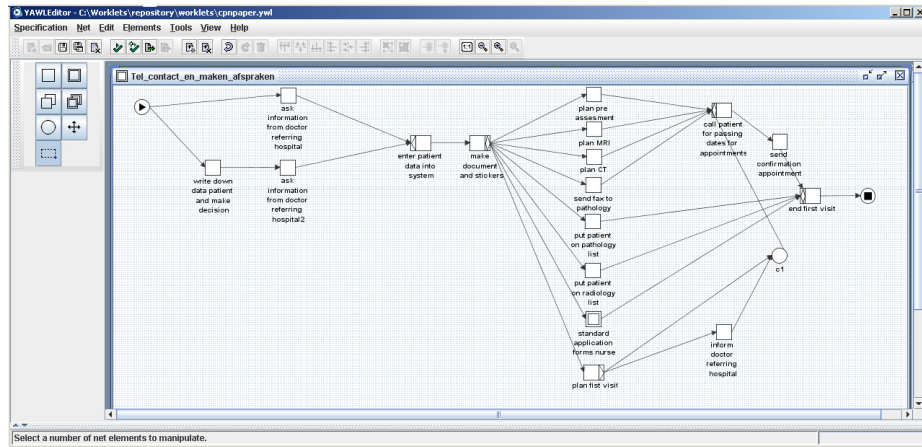 YAWLEditor - C:\Worklets\repository\worklets\cpnpaper.ywl
Specification Net Edit Elements Tools View Help
Tel_contact_en_maken_afspraken
ask
information
from doctor
referring
hospital
write down
data patient
and make
decision
ask
information
from doctor
referring
hospital2
enter patient
data into
system
make
document
and stickers
plan pre
assesment
plan MRI
plan CT
send fax to
pathology
put patient
on pathology
list
put patient
on radiology
list
standard
application
forms nurse
plan fist visit
call patient
for passing
dates for
appointments
send
confirmation
appointment
end first visit
c1
inform
doctor
referring
hospital
Select a number of net elements to manipulate.